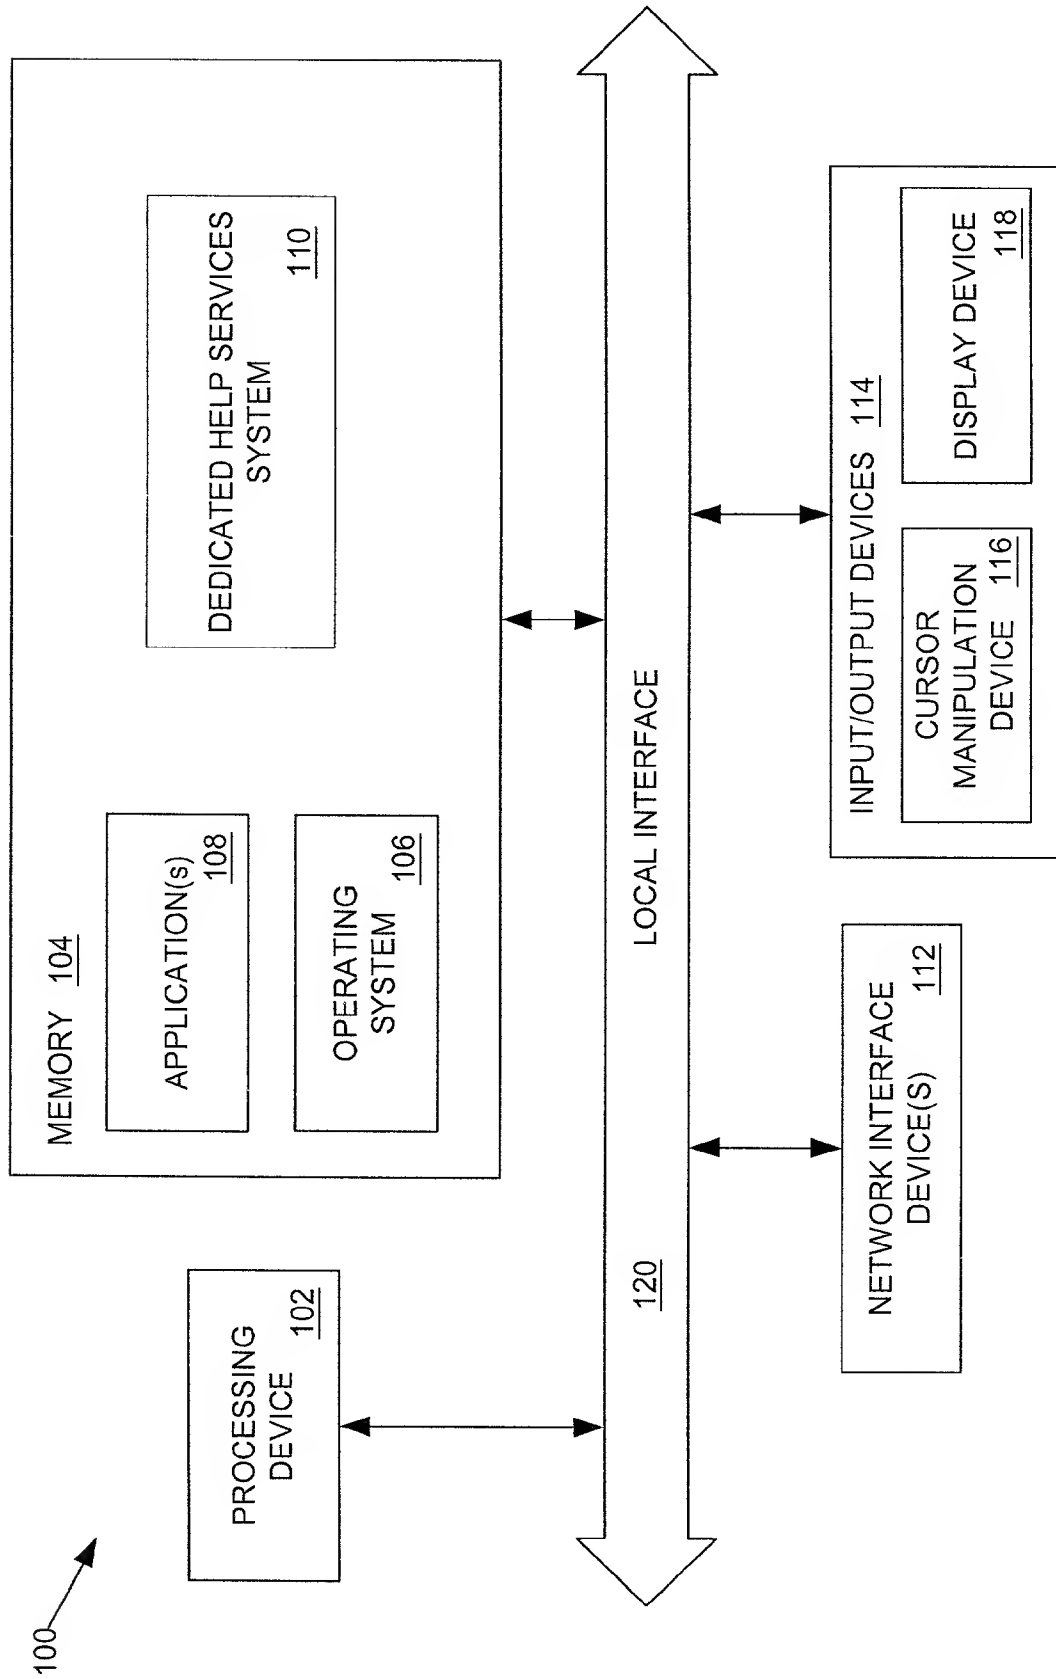 100
PROCESSING
DEVICE
102
MEMORY 104
APPLICATION(s)
108
OPERATING
SYSTEM
106
DEDICATED HELP SERVICES
SYSTEM
110
120
LOCAL INTERFACE
NETWORK INTERFACE
DEVICE(S)
112
INPUT/OUTPUT DEVICES 114
CURSOR
MANIPULATION
DEVICE
116
DISPLAY DEVICE
118